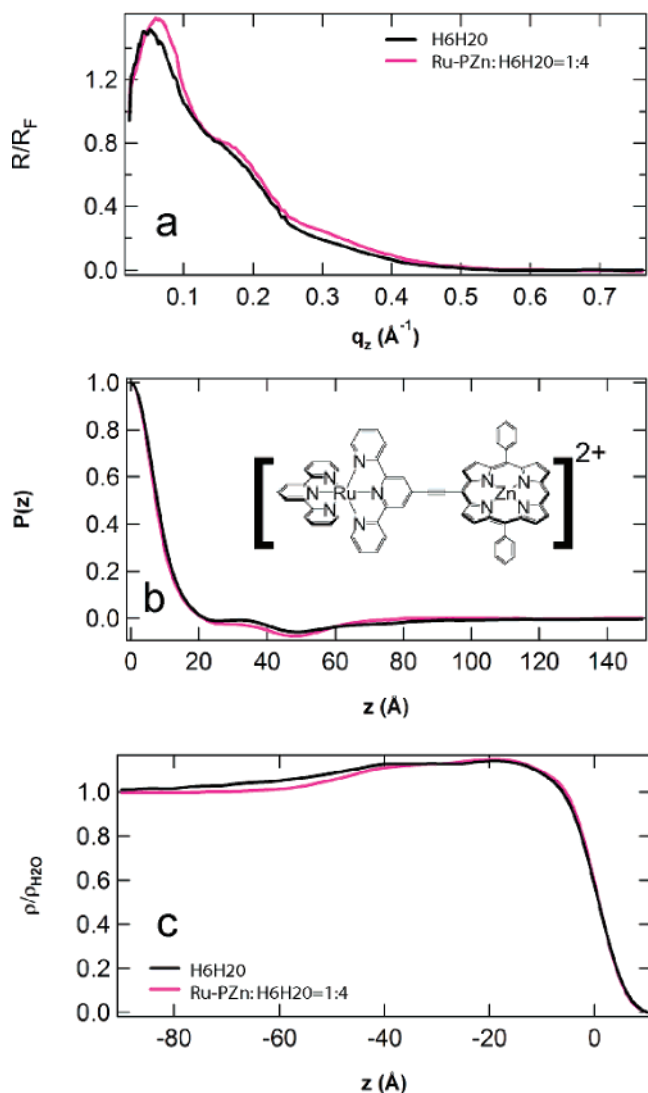 1.2
0.8
0.4
0.0
R/R_F
H6H20
Ru-PZn:H6H20=1:4
a
0.1 0.2 0.3 0.4 0.5 0.6 0.7
q_z (Å⁻¹)
1.0
0.8
0.6
0.4
0.2
0.0
P(z)
[ ]2+
N N N Ru N N N
N N Zn N N
b
0 20 40 60 80 100 120 140
z (Å)
1.0
0.8
0.6
0.4
0.2
0.0
ρ/ρ_H2O
c
H6H20
Ru-PZn:H6H20=1:4
-80 -60 -40 -20 0
z (Å)